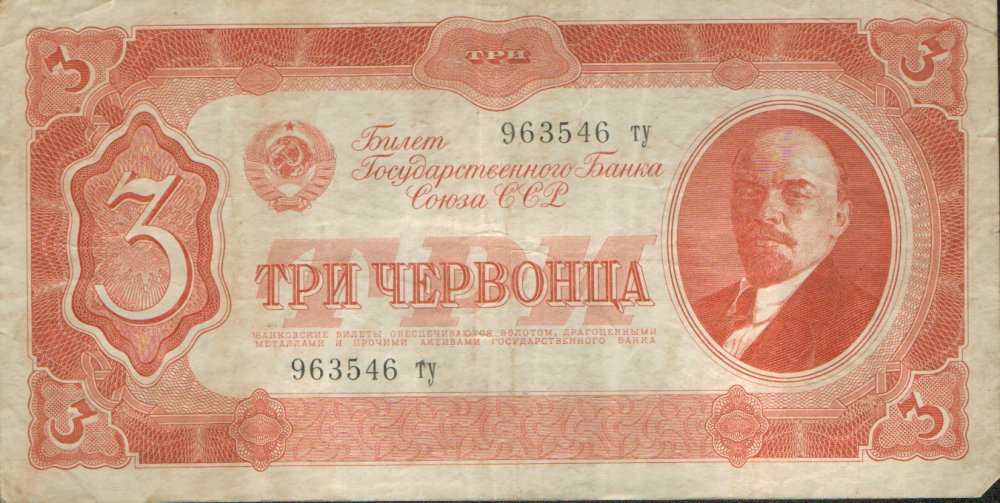 3 ТРИ 3
Билет 963546 ту
Государственного Банка
Союза ССР
3
ТРИ
ТРИ ЧЕРВОНЦА
БАНКОВСКИЕ БИЛЕТЫ ОБЕСПЕЧИВАЮТСЯ ЗОЛОТОМ, ДРАГОЦЕННЫМИ
МЕТАЛЛАМИ И ПРОЧИМИ АКТИВАМИ ГОСУДАРСТВЕННОГО БАНКА
963546 ту
3 3